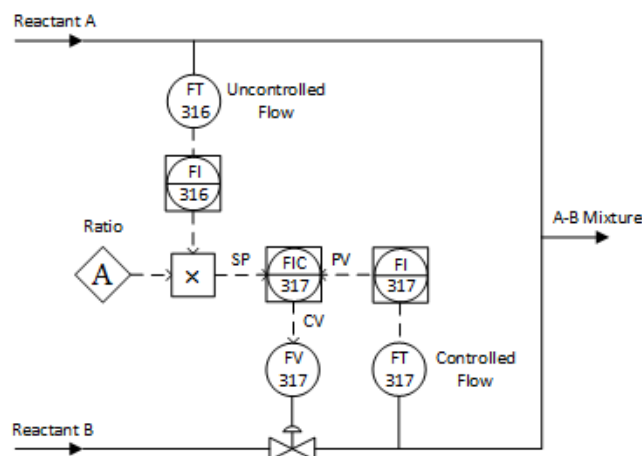 Reactant A
FT
316
Uncontrolled
Flow
FI
316
Ratio
A
×
SP
FIC
317
PV
FI
317
A-B Mixture
CV
FV
317
FT
317
Controlled
Flow
Reactant B